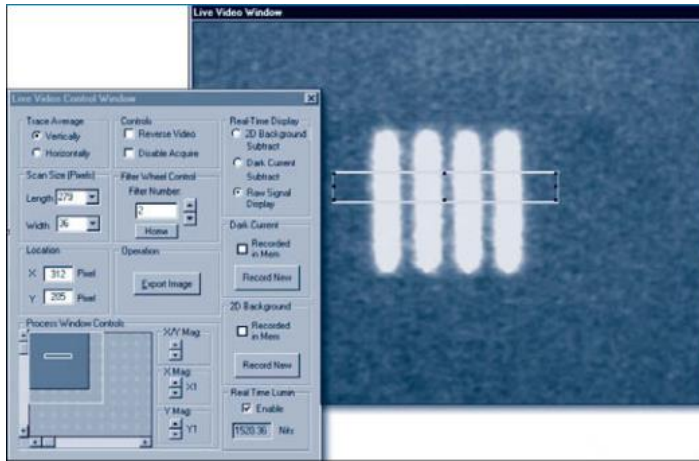 Live Video Window
Live Video Control Window
Trace Average
Vertically
Horizontally
Controls
Reverse Video
Disable Acquire
Real-Time Display
2D Background
Subtract
Dark Current
Subtract
Raw Signal
Display
Scan Size (Pixels)
Length 279
Width 36
Filter Wheel Control
Filter Number:
2
Home
Location
X 312 Pixel
Y 205 Pixel
Operation
Export Image
Dark Current
Recorded
in Mem
Record New
2D Background
Recorded
in Mem
Record New
Process Window Controls
X/Y Mag:
X Mag:
X1
Y Mag:
Y1
Real Time Lumin
Enable
1520.36 Nits